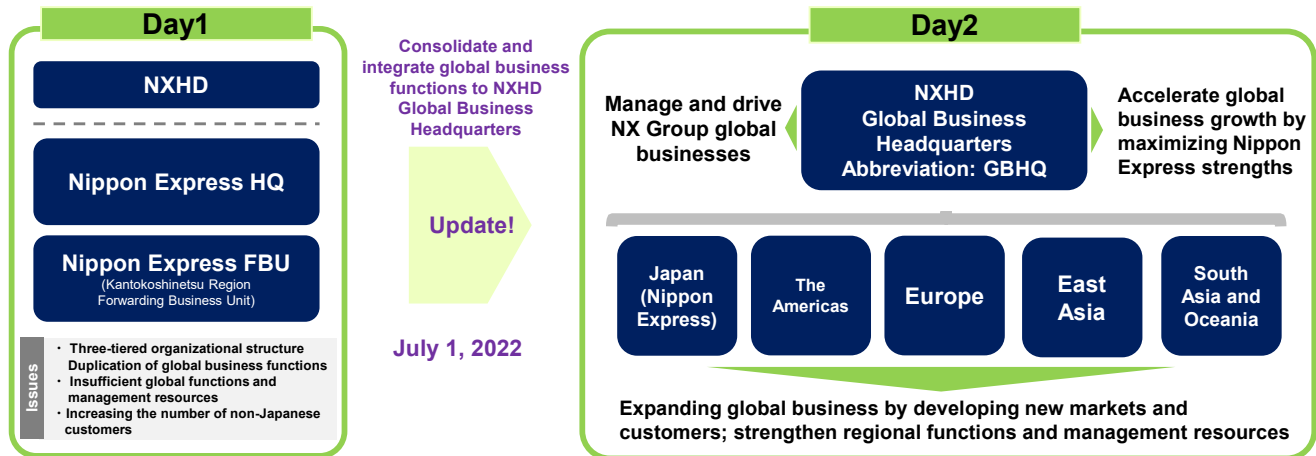 Day1
NXHD
Nippon Express HQ
Nippon Express FBU
(Kantokoshinetsu Region
Forwarding Business Unit)
Issues
・ Three-tiered organizational structure
Duplication of global business functions
・ Insufficient global functions and
management resources
・ Increasing the number of non-Japanese
customers
Consolidate and
integrate global business
functions to NXHD
Global Business
Headquarters
Update!
July 1, 2022
Day2
Manage and drive
NX Group global
businesses
NXHD
Global Business
Headquarters
Abbreviation: GBHQ
Accelerate global
business growth by
maximizing Nippon
Express strengths
Japan
(Nippon
Express)
The
Americas
Europe
East
Asia
South
Asia and
Oceania
Expanding global business by developing new markets and
customers; strengthen regional functions and management resources